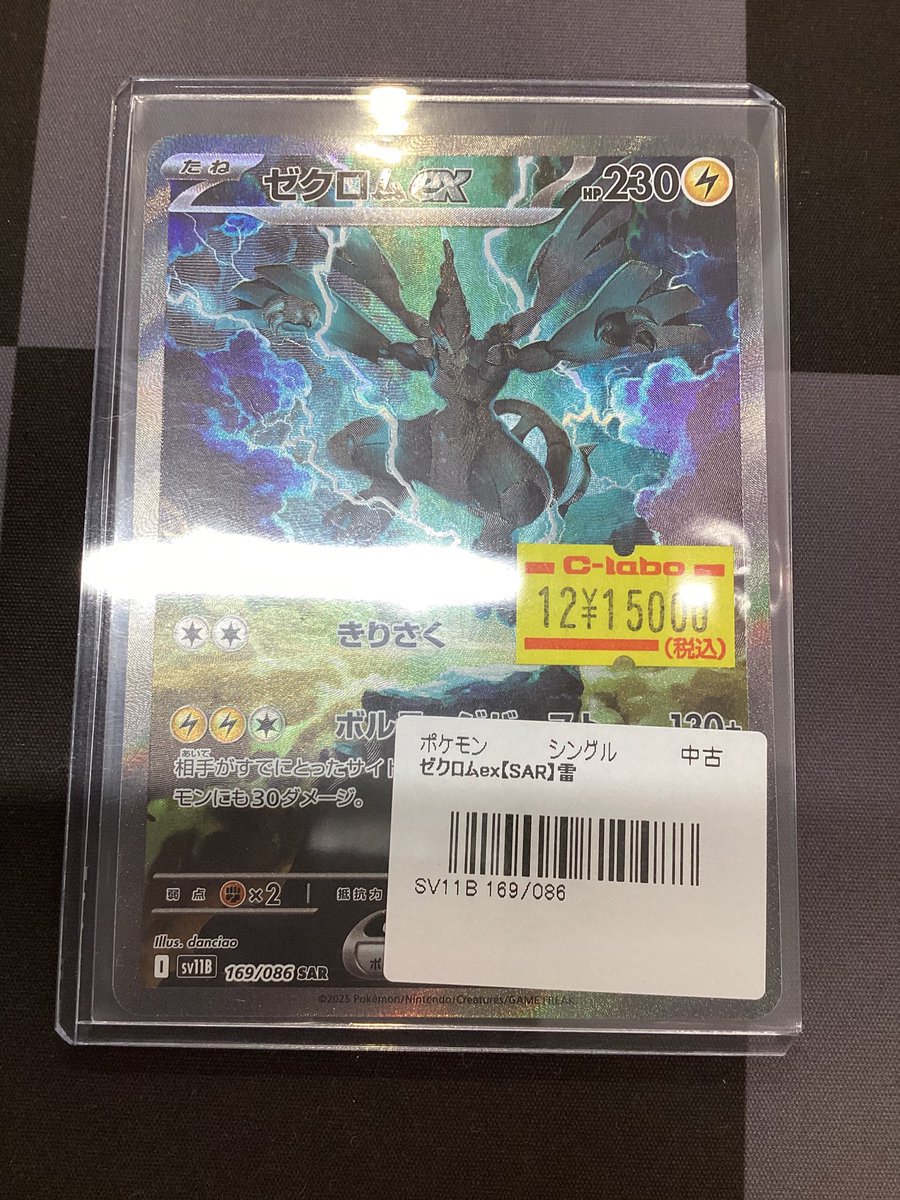 たね ゼクロムex HP230
C-labo
12¥15000
(税込)
きりさく
130+
あいて
相手がすでにとったサイド
モンにも30ダメージ。
ポケモン シングル 中古
ゼクロムex【SAR】雷
SV11B 169/086
弱点 ×2 抵抗力
Illus. danciao
I sv11B 169/086 SAR
©2025 Pokémon/Nintendo/Creatures/GAME FREAK.